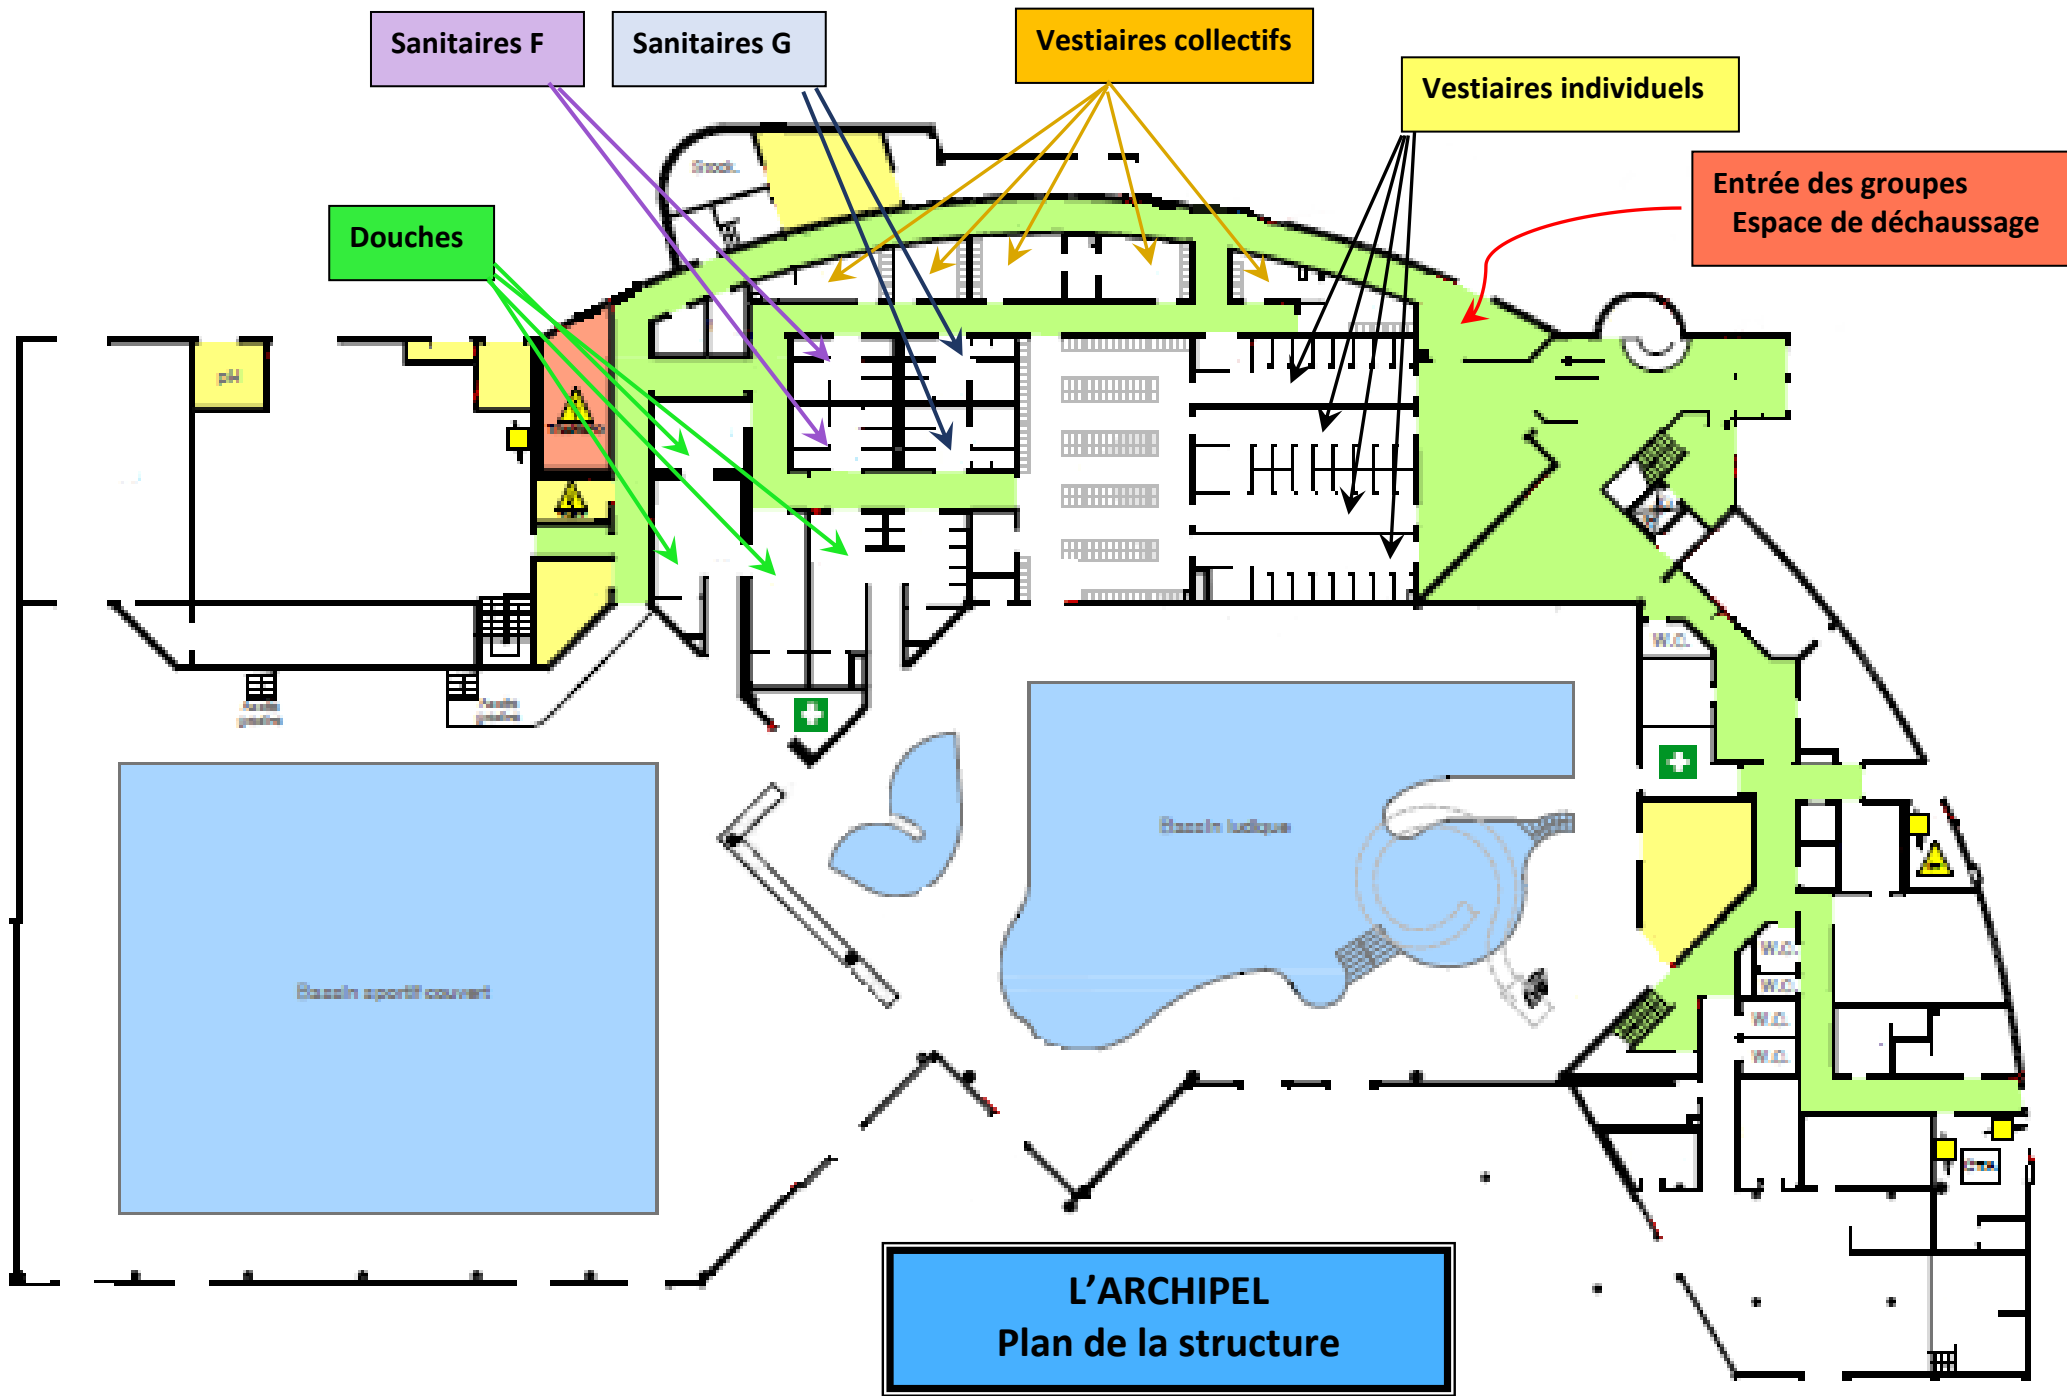 Sanitaires F
Sanitaires G
Vestiaires collectifs
Vestiaires individuels
Entrée des groupes
Espace de déchaussage
Douches
Stock.
pH
W.C.
Bassin ludique
Bassin sportif couvert
W.C.
W.C.
W.C.
W.C.
CTA
L'ARCHIPEL
Plan de la structure